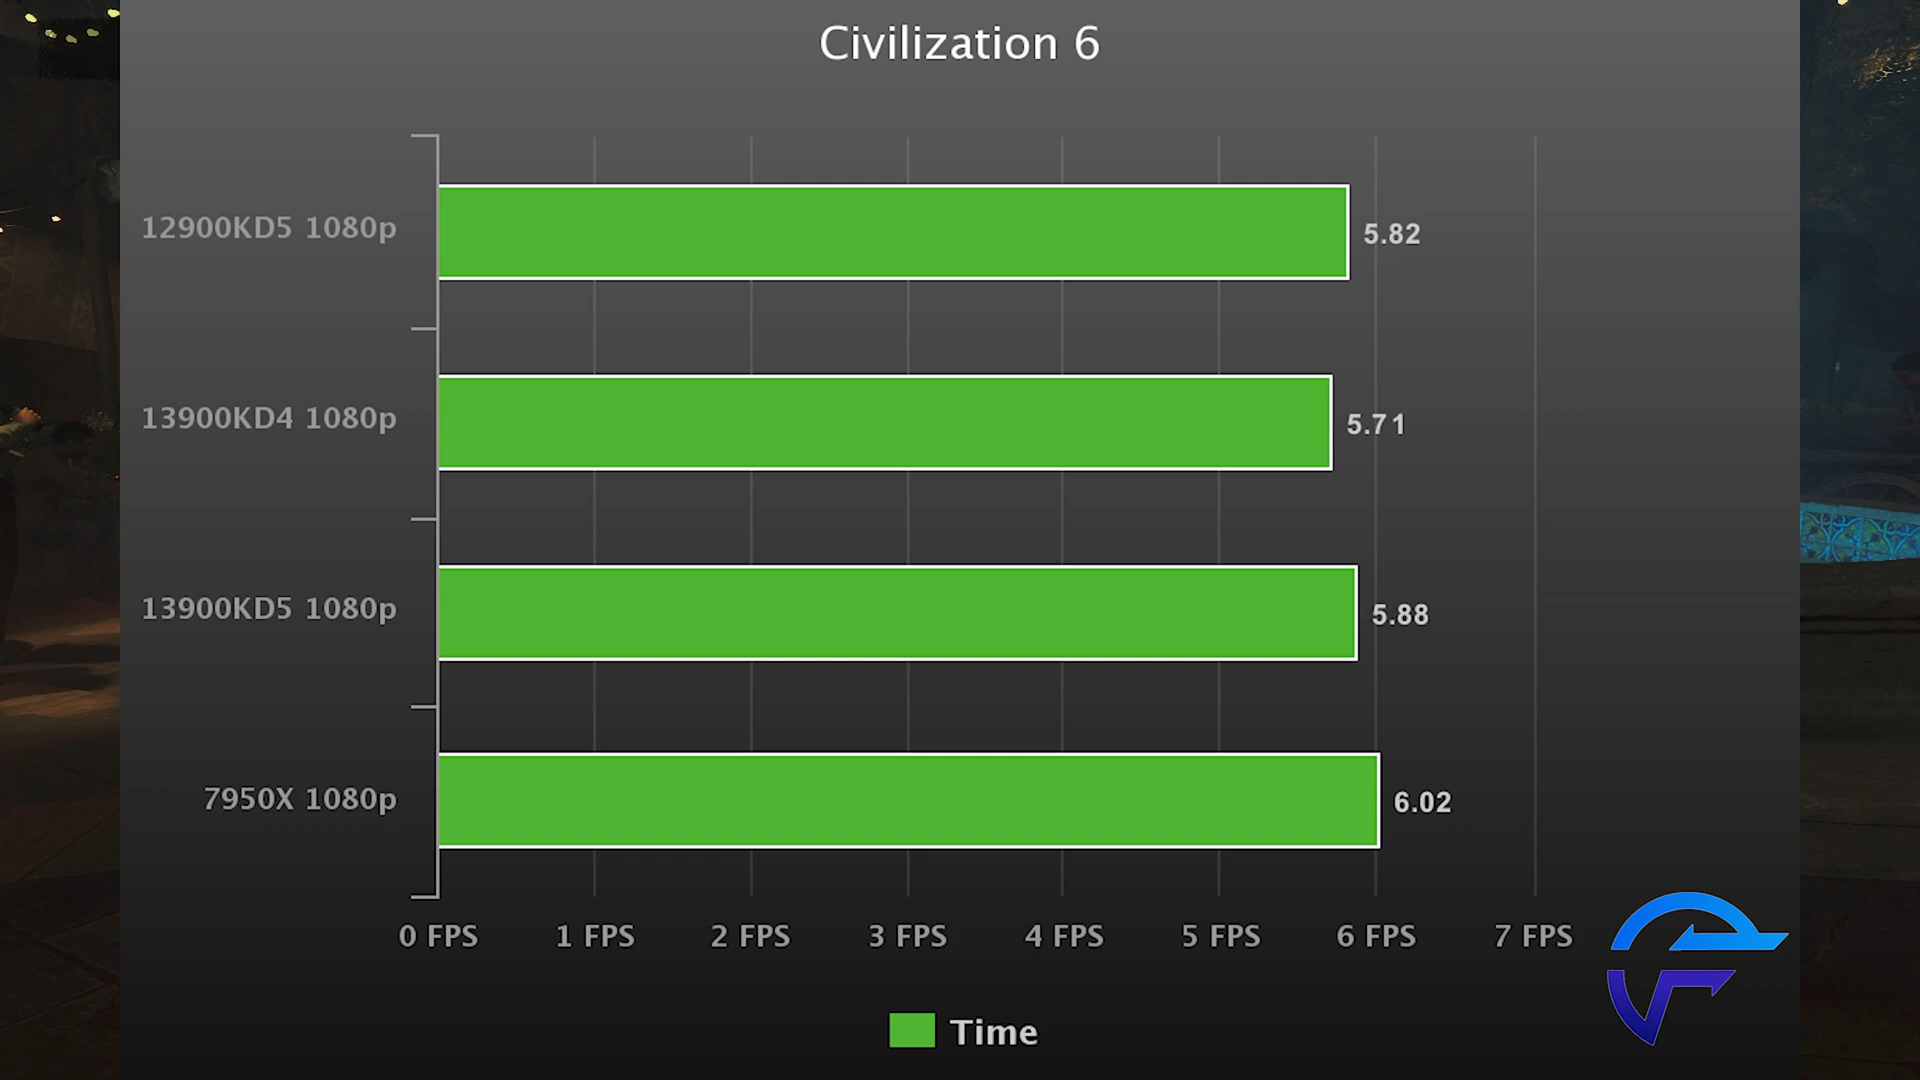 Civilization 6
12900KD5 1080p
5.82
13900KD4 1080p
5.71
13900KD5 1080p
5.88
7950X 1080p
6.02
0 FPS 1 FPS 2 FPS 3 FPS 4 FPS 5 FPS 6 FPS 7 FPS
Time